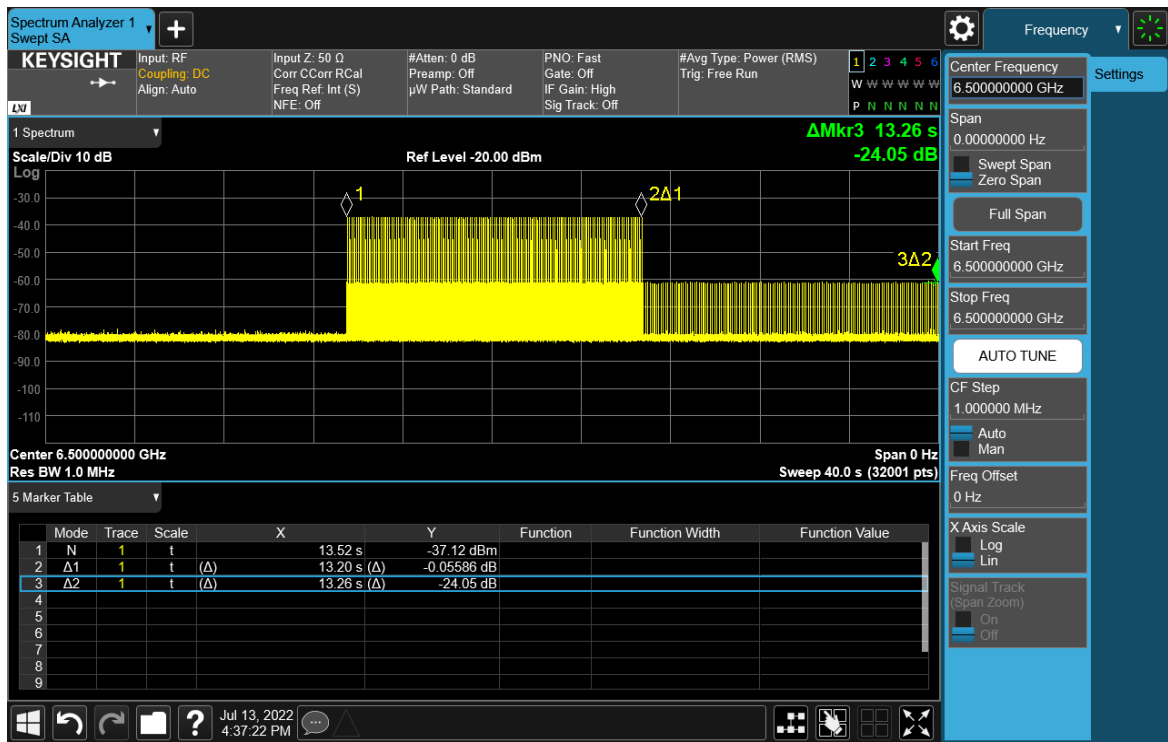 Spectrum Analyzer 1
Swept SA
Frequency
KEYSIGHT
LXI
Input: RF
Coupling: DC
Align: Auto
Input Z: 50 Ω
Corr CCorr RCal
Freq Ref: Int (S)
NFE: Off
#Atten: 0 dB
Preamp: Off
µW Path: Standard
PNO: Fast
Gate: Off
IF Gain: High
Sig Track: Off
#Avg Type: Power (RMS)
Trig: Free Run
1 2 3 4 5 6
W W W W W W
P N N N N N
1 Spectrum
Scale/Div 10 dB
Ref Level -20.00 dBm
ΔMkr3 13.26 s
-24.05 dB
Log
-30.0
-40.0
-50.0
-60.0
-70.0
-80.0
-90.0
-100
-110
1
2Δ1
3Δ2
Center 6.500000000 GHz
Span 0 Hz
Res BW 1.0 MHz
Sweep 40.0 s (32001 pts)
5 Marker Table
Mode Trace Scale X Y Function Function Width Function Value
1 N 1 t 13.52 s -37.12 dBm
2 Δ1 1 t (Δ) 13.20 s (Δ) -0.05586 dB
3 Δ2 1 t (Δ) 13.26 s (Δ) -24.05 dB
4
5
6
7
8
9
Jul 13, 2022
4:37:22 PM
Center Frequency
6.500000000 GHz
Settings
Span
0.00000000 Hz
Swept Span
Zero Span
Full Span
Start Freq
6.500000000 GHz
Stop Freq
6.500000000 GHz
AUTO TUNE
CF Step
1.000000 MHz
Auto
Man
Freq Offset
0 Hz
X Axis Scale
Log
Lin
Signal Track
(Span Zoom)
On
Off